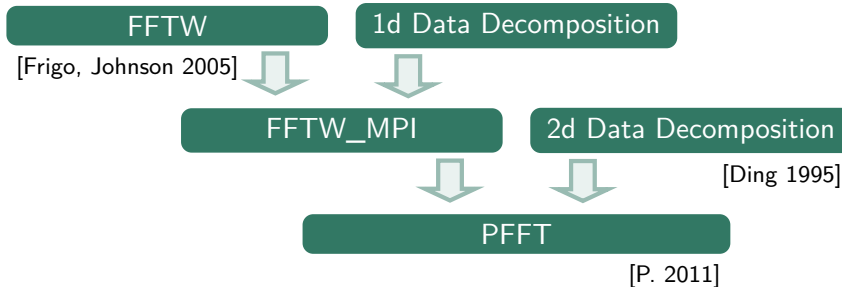 FFTW
1d Data Decomposition
[Frigo, Johnson 2005]
FFTW_MPI
2d Data Decomposition
[Ding 1995]
PFFT
[P. 2011]